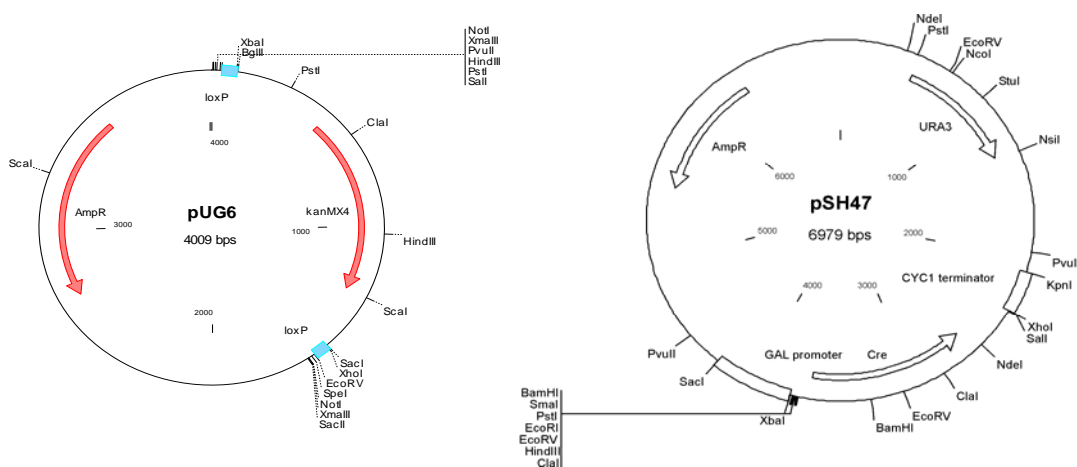 NotI
XmaIII
PvuII
HindIII
PstI
SalI
XbaI
BglII
PstI
loxP
4000
ClaI
ScaI
AmpR
3000
pUG6
4009 bps
kanMX4
1000
HindIII
ScaI
2000
loxP
SacI
XhoI
EcoRV
SpeI
NotI
XmaIII
SacII
NdeI
PstI
EcoRV
NcoI
StuI
URA3
NsiI
AmpR
6000
1000
pSH47
6979 bps
5000
2000
PvuI
CYC1 terminator
KpnI
4000
3000
XhoI
SalI
PvuII
GAL promoter
Cre
NdeI
SacI
ClaI
XbaI
EcoRV
BamHI
BamHI
SmaI
PstI
EcoRI
EcoRV
HindIII
ClaI